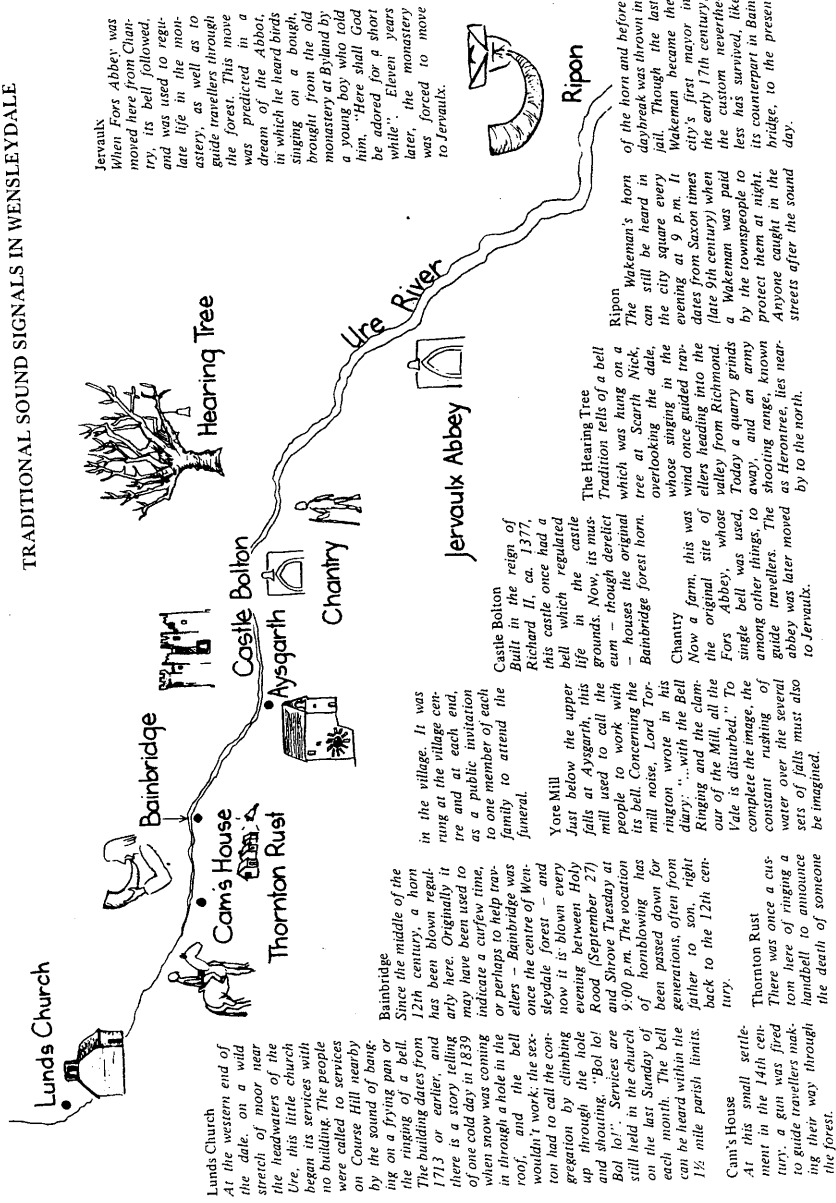 TRADITIONAL SOUND SIGNALS IN WENSLEYDALE
Lunds Church
Bainbridge
Cam's House
Thornton Rust
Castle Bolton
Aysgarth
Chantry
Hearing Tree
Ure River
Jervaulx Abbey
Ripon
Lunds Church
At the western end of
the dale, on a wild
stretch of moor near
the headwaters of the
Ure, this little church
began its services with
no building. The people
were called to services
on Course Hill nearby
by the sound of bang-
ing on a frying pan or
the ringing of a bell.
The building dates from
1713 or earlier, and
there is a story telling
of one cold day in 1839
when snow was coming
in through a hole in the
roof, and the bell
wouldn't work: the sex-
ton had to call the con-
gregation by climbing
up through the hole
and shouting, "Bol lo!
Bol lo!". Services are
still held in the church
on the last Sunday of
each month. The bell
can be heard within the
1½ mile parish limits.
Cam's House
At this small settle-
ment in the 14th cen-
tury, a gun was fired
to guide travellers mak-
ing their way through
the forest.
Bainbridge
Since the middle of the
12th century, a horn
has been blown regul-
arly here. Originally it
may have been used to
indicate a curfew time,
or perhaps to help trav-
ellers – Bainbridge was
once the centre of Wen-
sleydale forest – and
now it is blown every
evening between Holy
Rood (September 27)
and Shrove Tuesday at
9:00 p.m. The vocation
of hornblowing has
been passed down for
generations, often from
father to son, right
back to the 12th cen-
tury.
Thornton Rust
There was once a cus-
tom here of ringing a
handbell to announce
the death of someone
in the village. It was
rung at the village cen-
tre and at each end,
as a public invitation
to one member of each
family to attend the
funeral.
Yore Mill
Just below the upper
falls at Aysgarth, this
mill used to call the
people to work with
its bell. Concerning the
mill noise, Lord Tor-
rington wrote in his
diary: "...with the Bell
Ringing and the clam-
our of the Mill, all the
Vale is disturbed." To
complete the image, the
constant rushing of
water over the several
sets of falls must also
be imagined.
Castle Bolton
Built in the reign of
Richard II, ca. 1377,
this castle once had a
bell which regulated
life in the castle
grounds. Now, its mus-
eum – though derelict
– houses the original
Bainbridge forest horn.
Chantry
Now a farm, this was
the original site of
Fors Abbey, whose
single bell was used,
among other things, to
guide travellers. The
abbey was later moved
to Jervaulx.
The Hearing Tree
Tradition tells of a bell
which was hung on a
tree at Scarth Nick,
overlooking the dale,
whose singing in the
wind once guided trav-
ellers heading into the
valley from Richmond.
Today a quarry grinds
away, and an army
shooting range, known
as Herontree, lies near-
by to the north.
Jervaulx
When Fors Abbey was
moved here from Chan-
try, its bell followed,
and was used to regu-
late life in the mon-
astery, as well as to
guide travellers through
the forest. This move
was predicted in a
dream of the Abbot,
in which he heard birds
singing on a bough,
brought from the old
monastery at Byland by
a young boy who told
him, "Here shall God
be adored for a short
while". Eleven years
later, the monastery
was forced to move
to Jervaulx.
Ripon
The Wakeman's horn
can still be heard in
the city square every
evening at 9 p.m. It
dates from Saxon times
(late 9th century) when
a Wakeman was paid
by the townspeople to
protect them at night.
Anyone caught in the
streets after the sound
of the horn and before
daybreak was thrown in
jail. Though the last
Wakeman became the
city's first mayor in
the early 17th century,
the custom neverthe-
less has survived, like
its counterpart in Bain
bridge, to the present
day.